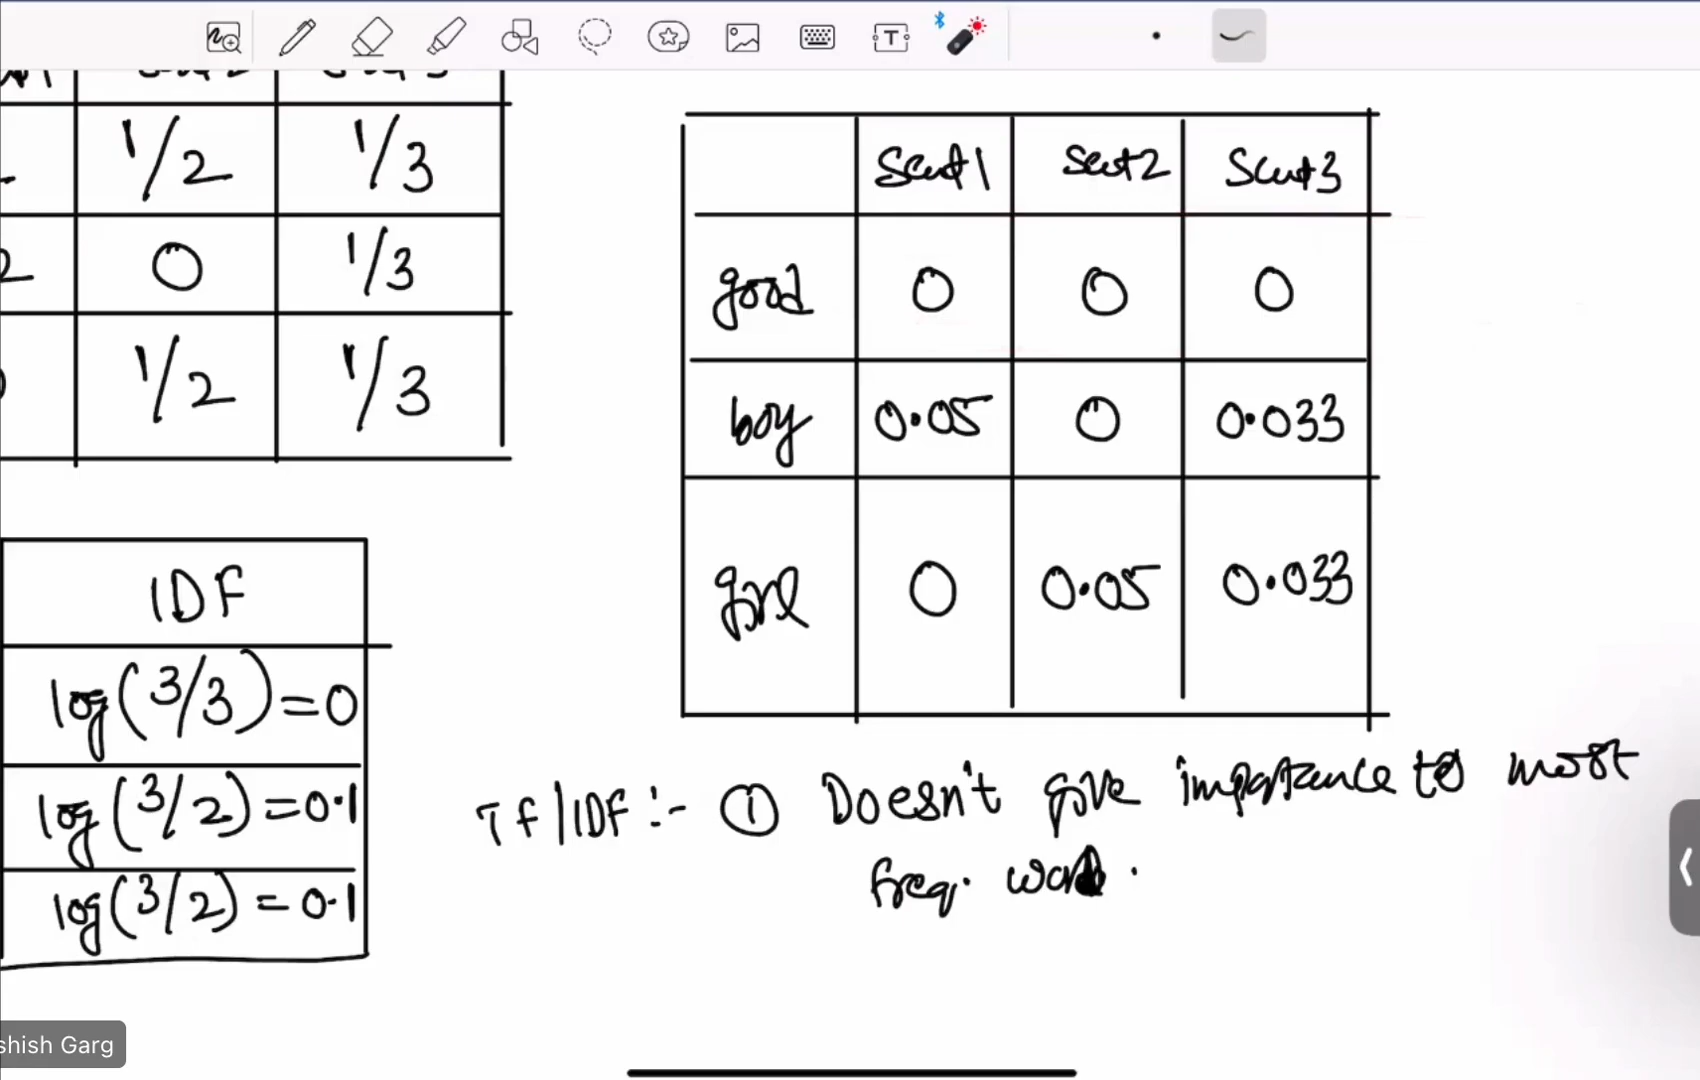 1/2 1/3
2 0 1/3
1/2 1/3
IDF
log(3/3)=0
log(3/2)=0.1
log(3/2)=0.1
Sent1 Sent2 Sent3
good 0 0 0
boy 0.05 0 0.033
girl 0 0.05 0.033
TF/IDF :- ① Doesn't give importance to most
freq. word.
shish Garg
T